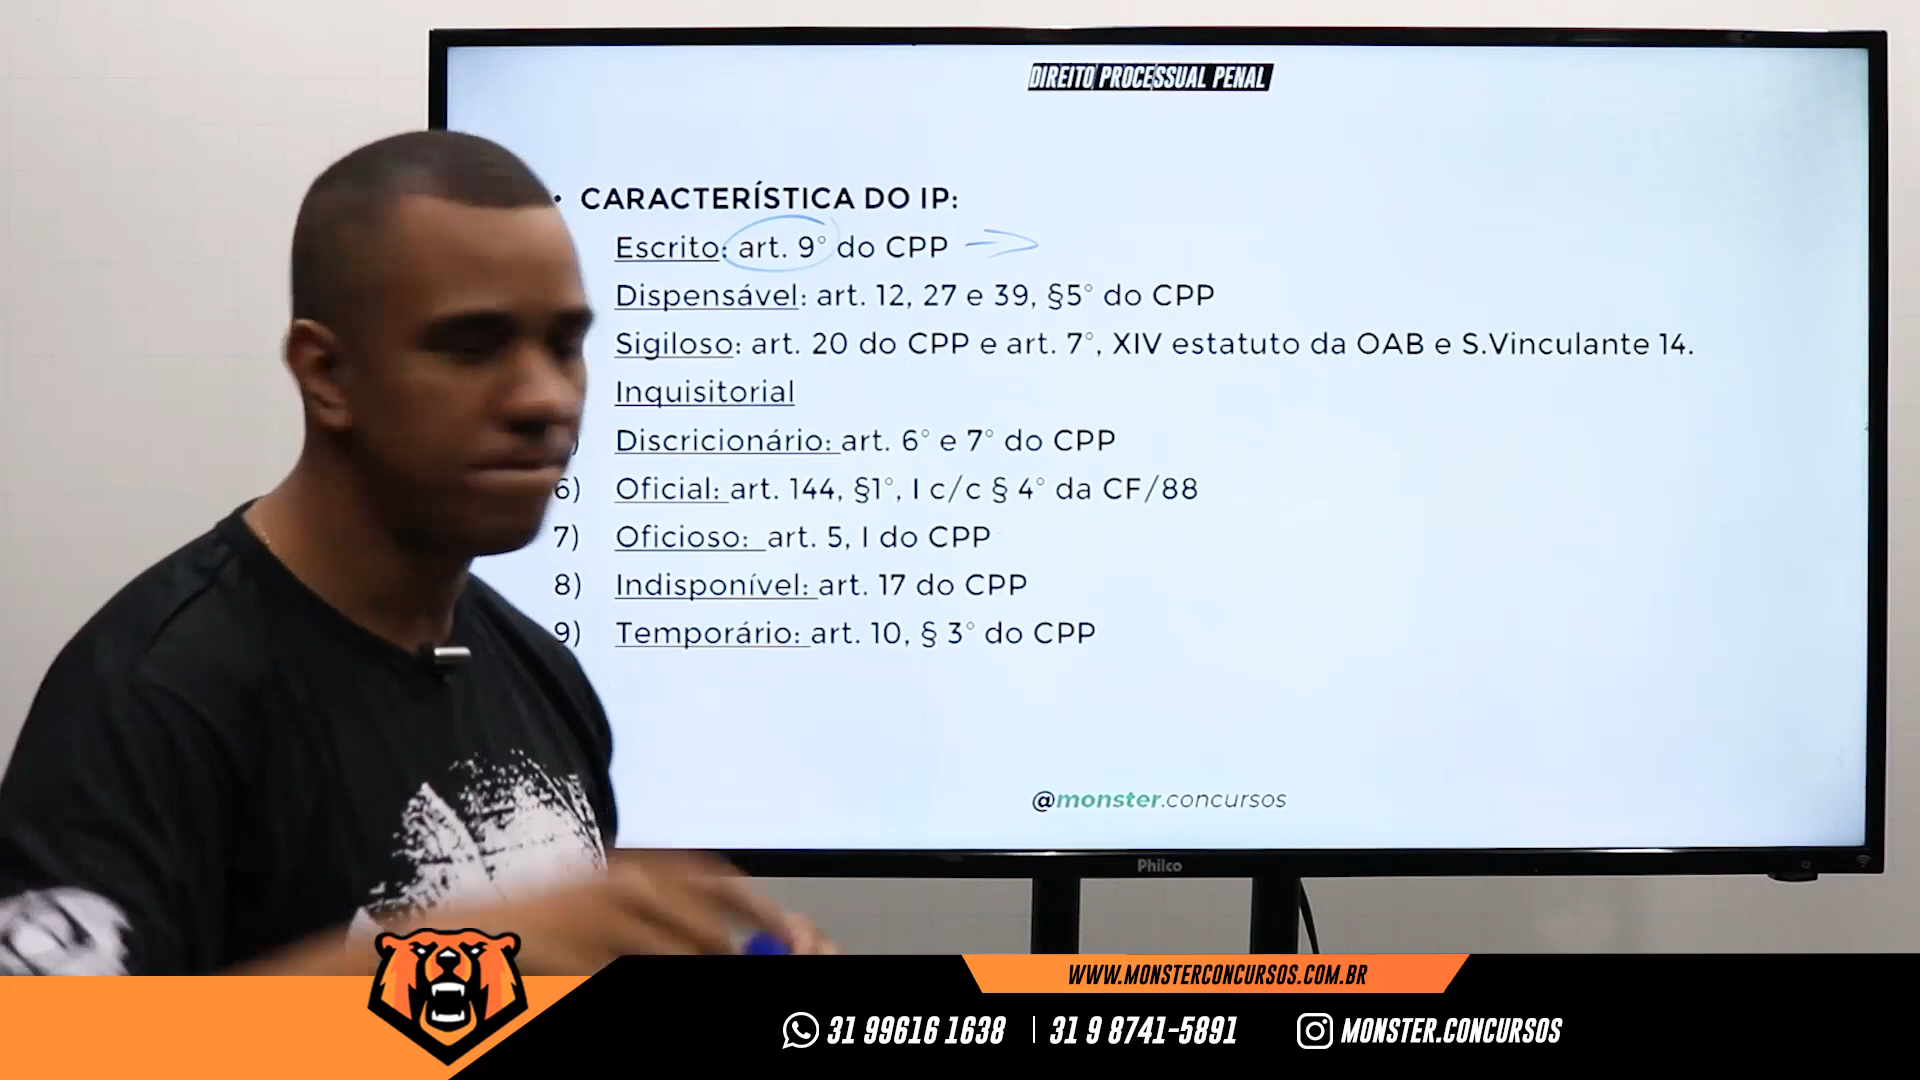 DIREITO PROCESSUAL PENAL
• CARACTERÍSTICA DO IP:
Escrito: art. 9° do CPP
Dispensável: art. 12, 27 e 39, §5° do CPP
Sigiloso: art. 20 do CPP e art. 7°, XIV estatuto da OAB e S.Vinculante 14.
Inquisitorial
) Discricionário: art. 6° e 7° do CPP
6) Oficial: art. 144, §1°, I c/c § 4° da CF/88
7) Oficioso: art. 5, I do CPP
8) Indisponível: art. 17 do CPP
9) Temporário: art. 10, § 3° do CPP
@monster.concursos
Philco
WWW.MONSTERCONCURSOS.COM.BR
31 99616 1638 | 31 9 8741-5891 MONSTER.CONCURSOS